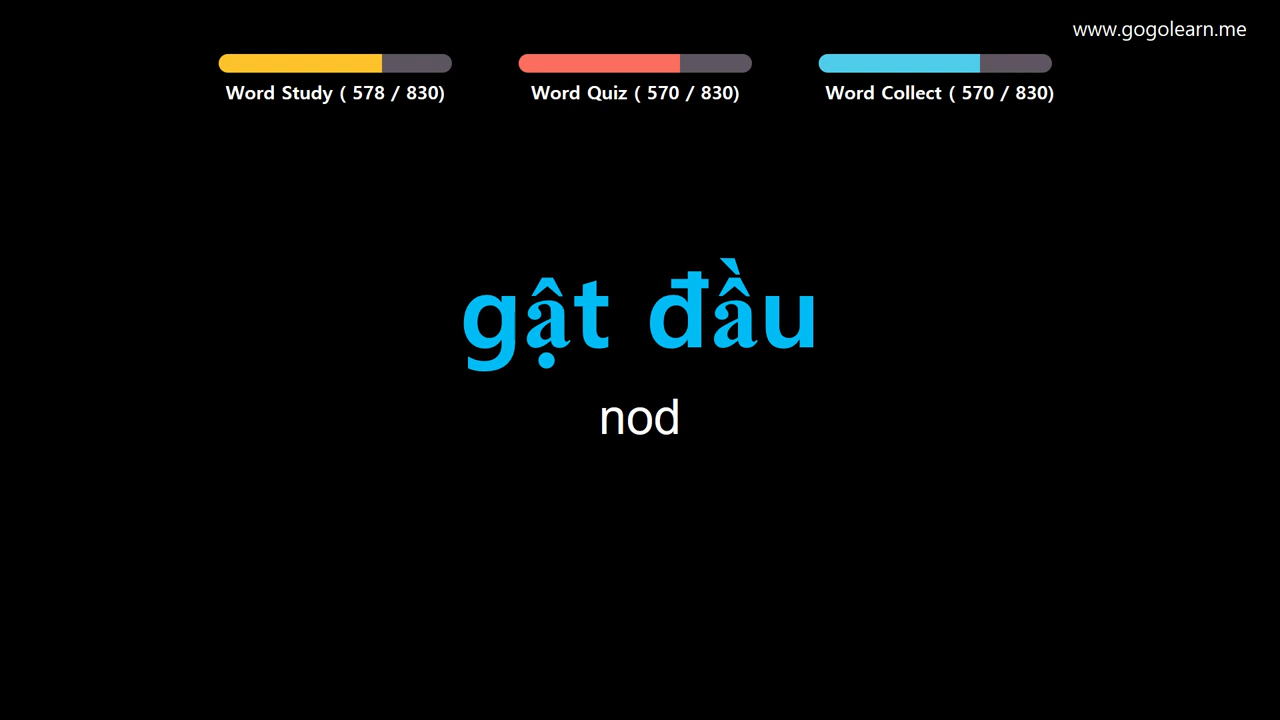 www.gogolearn.me
Word Study ( 578 / 830)
Word Quiz ( 570 / 830)
Word Collect ( 570 / 830)
gật đầu
nod